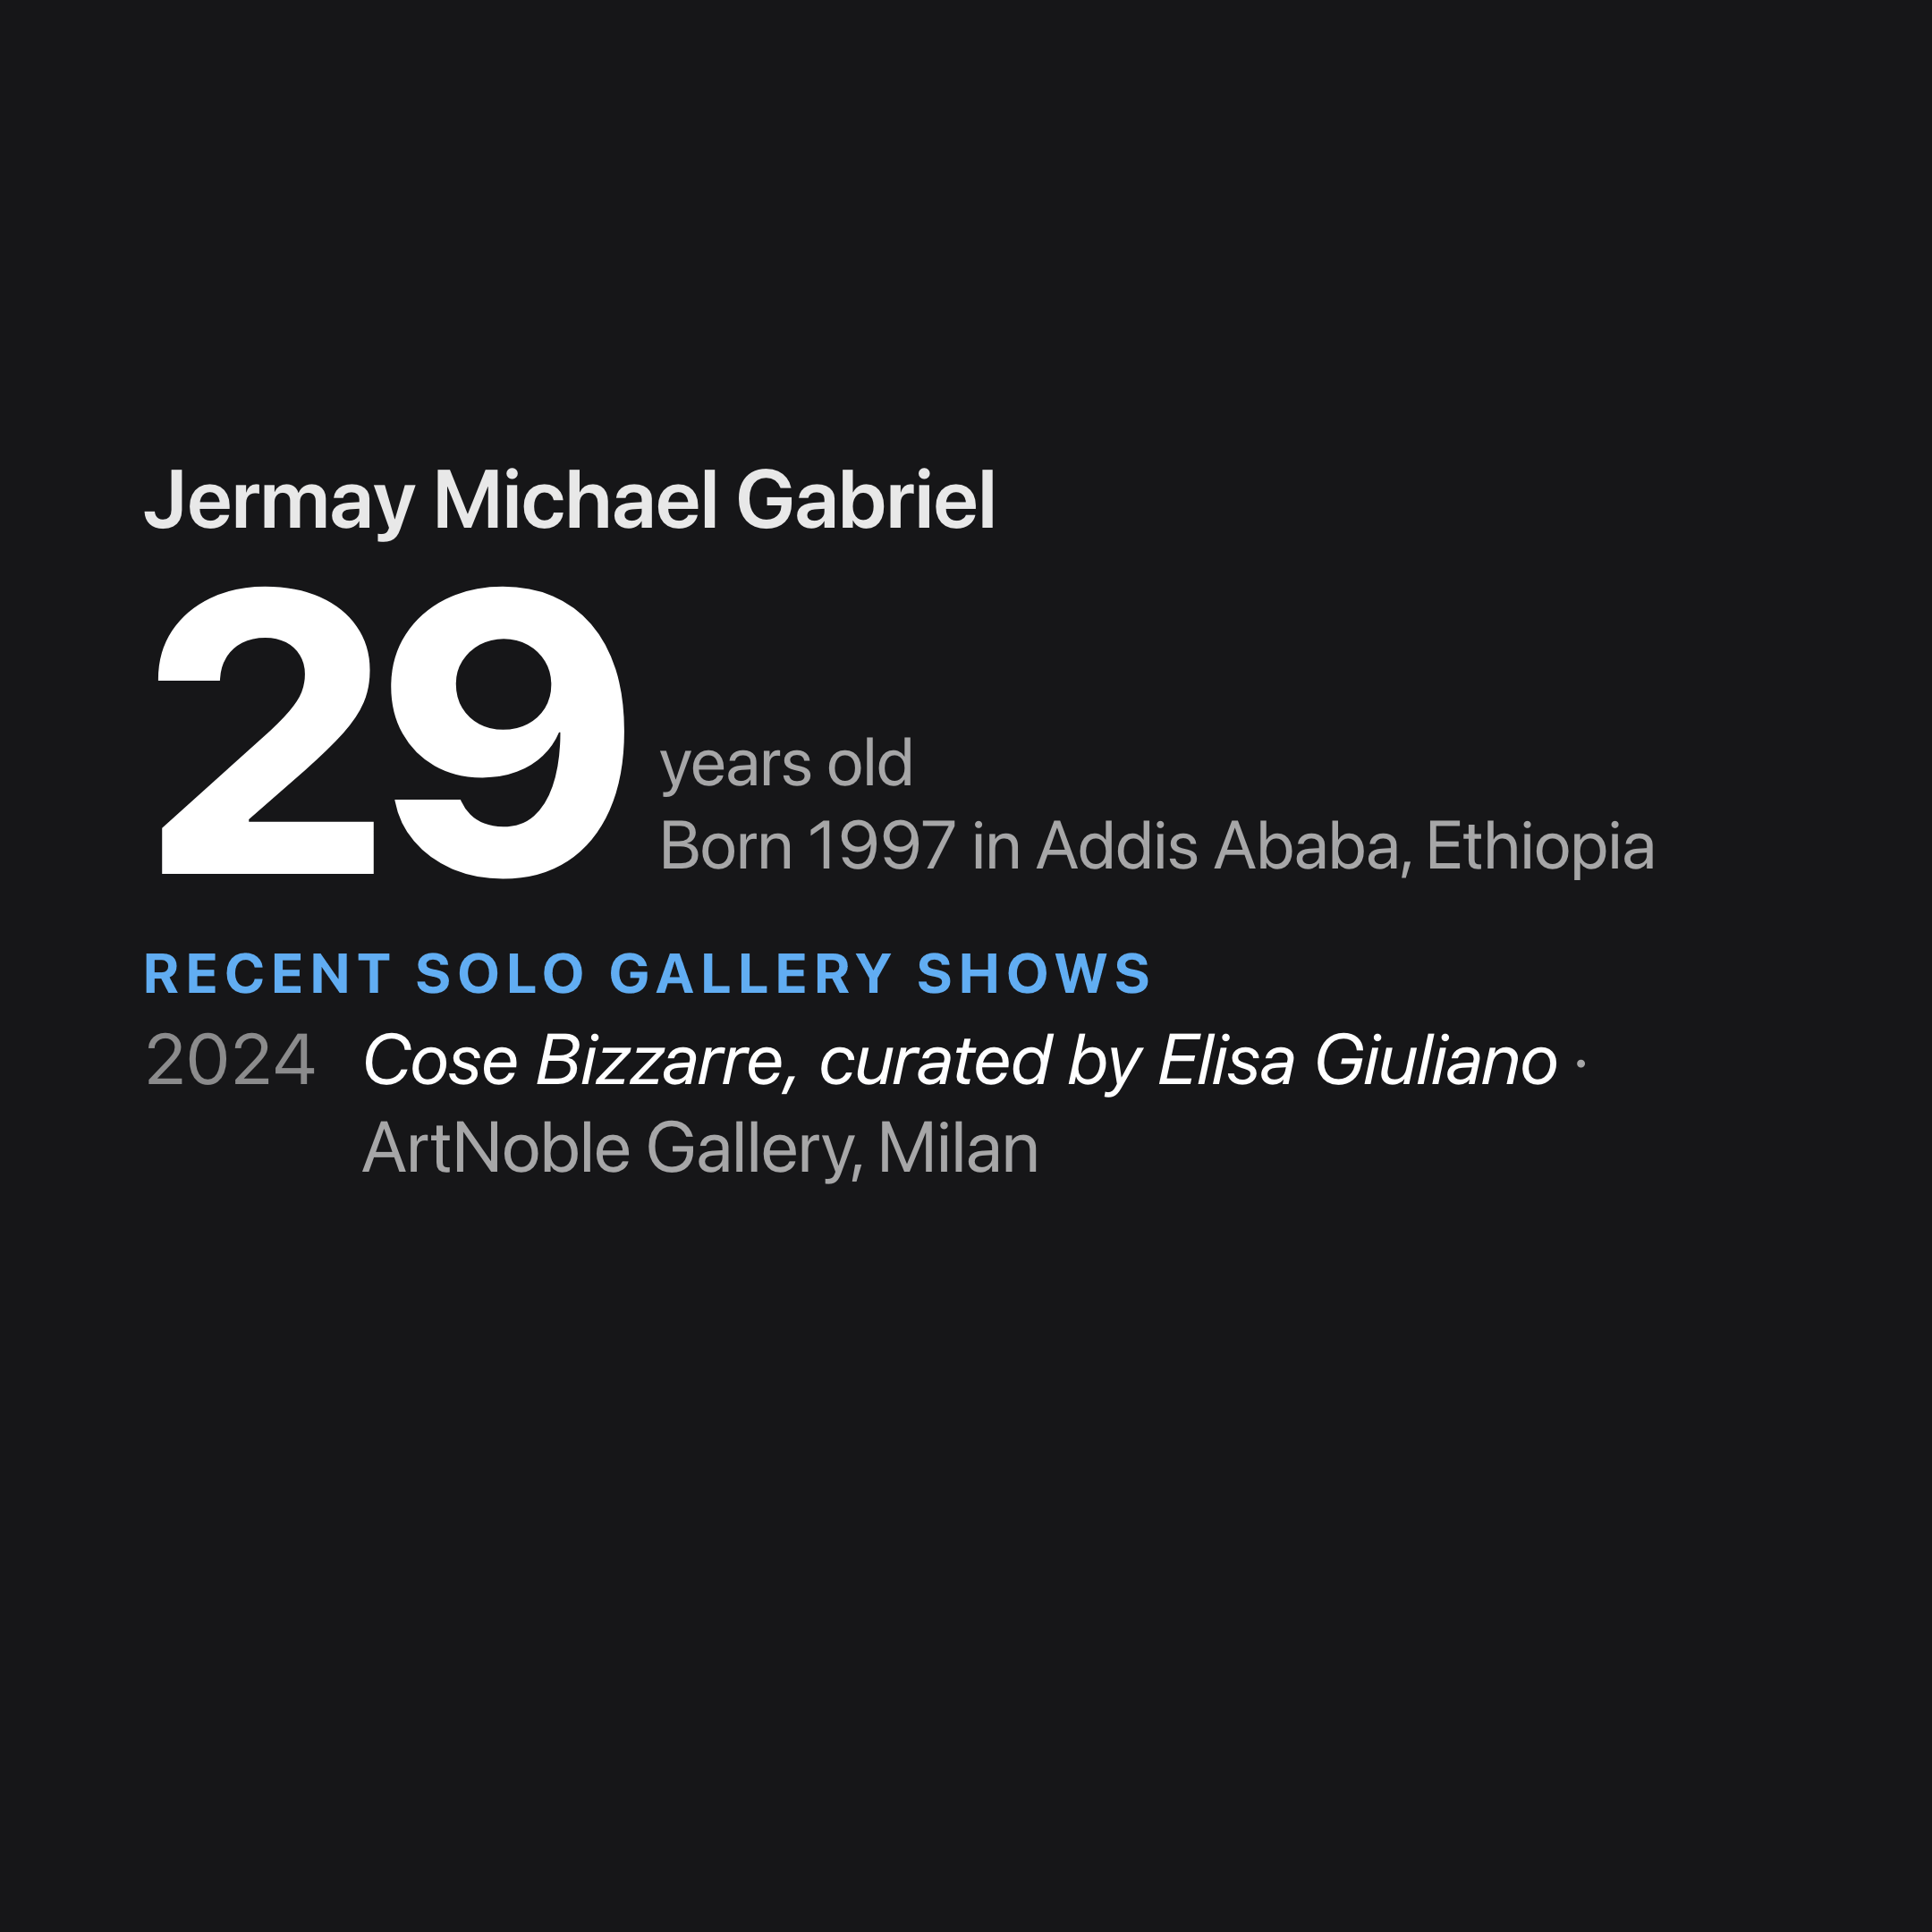 Jermay Michael Gabriel
29 years old
Born 1997 in Addis Ababa, Ethiopia
RECENT SOLO GALLERY SHOWS
2024 Cose Bizzarre, curated by Elisa Giuliano ·
ArtNoble Gallery, Milan